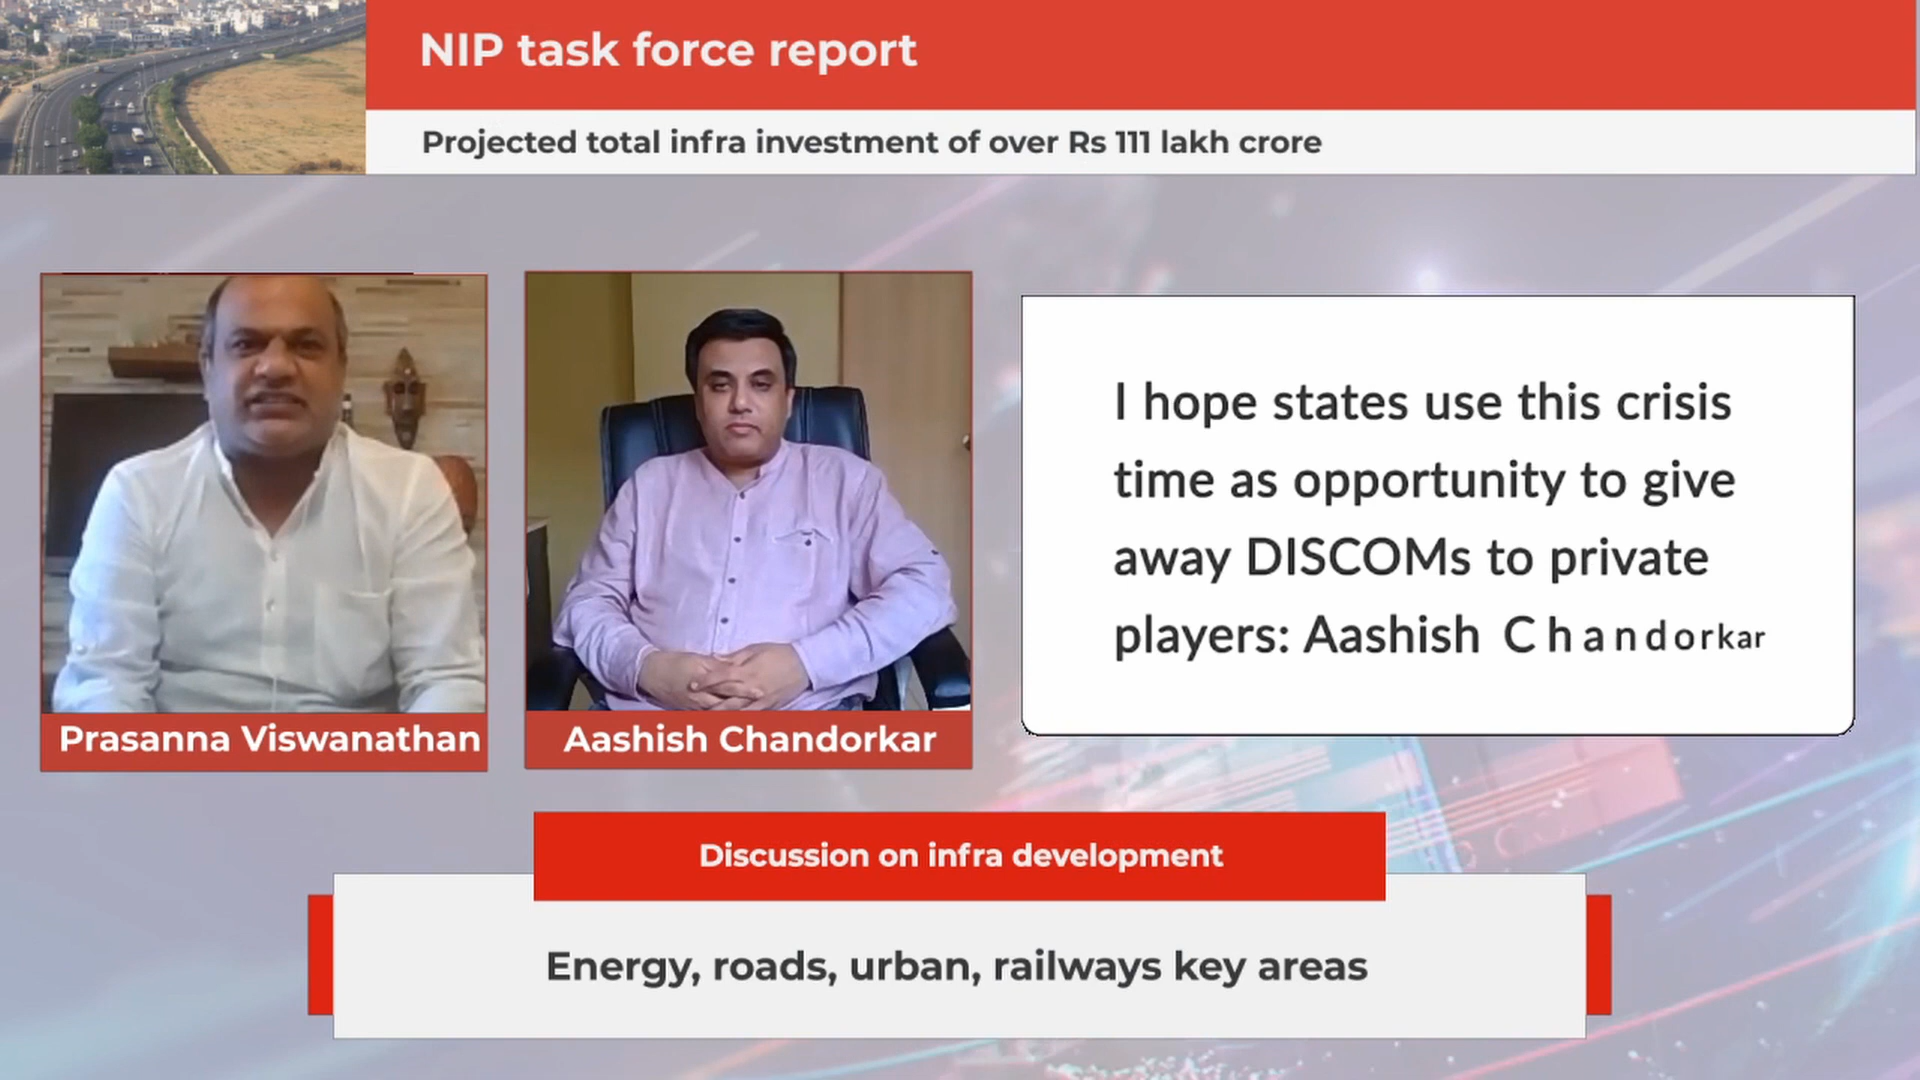 NIP task force report
Projected total infra investment of over Rs 111 lakh crore
I hope states use this crisis
time as opportunity to give
away DISCOMs to private
players: Aashish Chandorkar
Prasanna Viswanathan
Aashish Chandorkar
Discussion on infra development
Energy, roads, urban, railways key areas